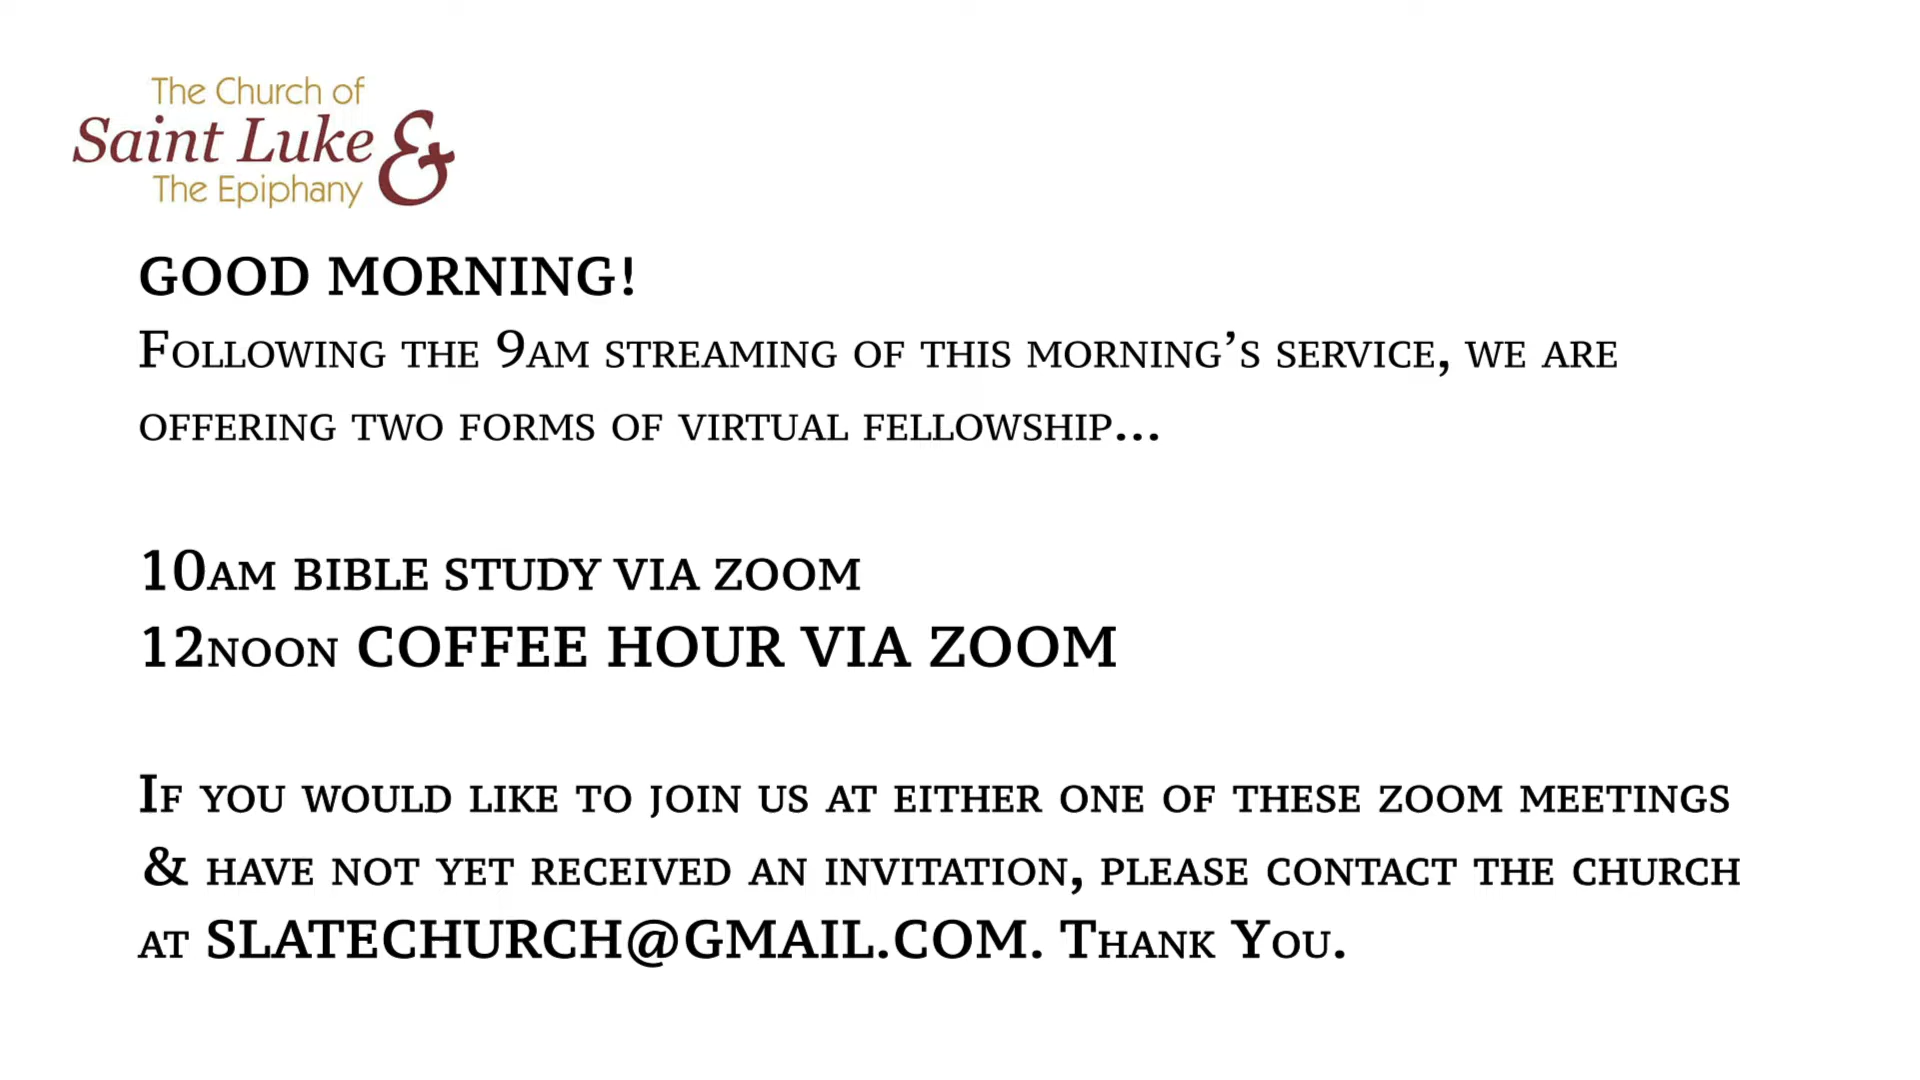 The Church of
Saint Luke &
The Epiphany
GOOD MORNING!
Following the 9am streaming of this morning’s service, we are
offering two forms of virtual fellowship...
10am bible study via zoom
12noon COFFEE HOUR VIA ZOOM
If you would like to join us at either one of these zoom meetings
& have not yet received an invitation, please contact the church
at SLATECHURCH@GMAIL.COM. Thank You.